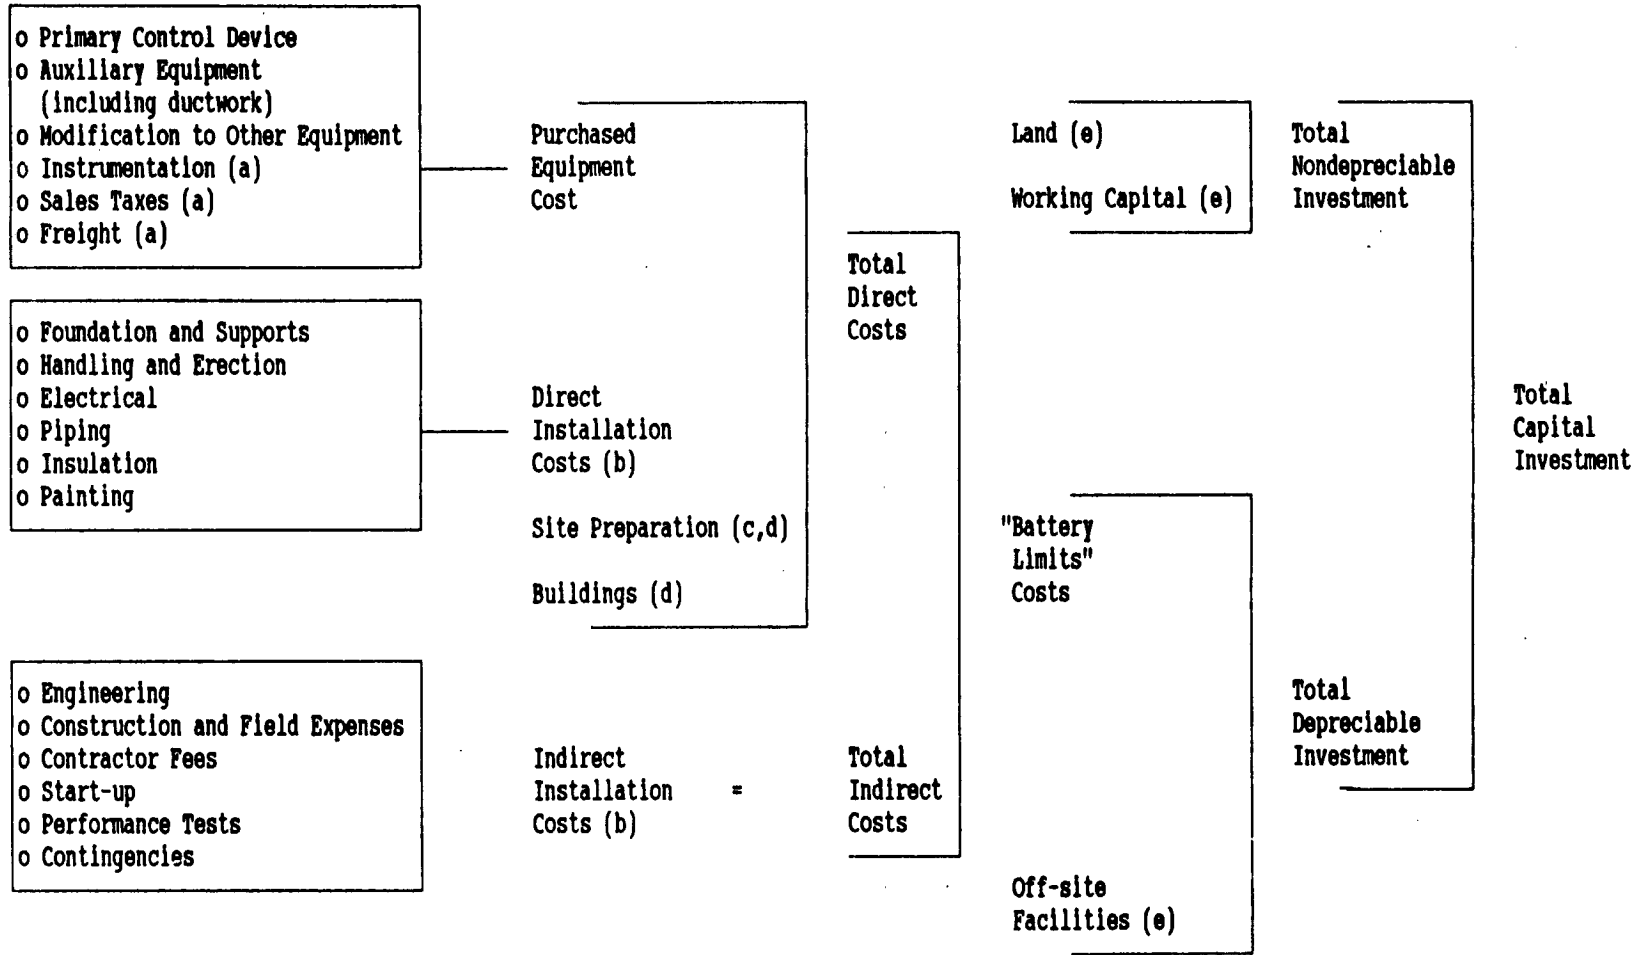 o Primary Control Device
o Auxiliary Equipment
(including ductwork)
o Modification to Other Equipment
o Instrumentation (a)
o Sales Taxes (a)
o Freight (a)
Purchased
Equipment
Cost
o Foundation and Supports
o Handling and Erection
o Electrical
o Piping
o Insulation
o Painting
Direct
Installation
Costs (b)
Site Preparation (c,d)
Buildings (d)
o Engineering
o Construction and Field Expenses
o Contractor Fees
o Start-up
o Performance Tests
o Contingencies
Indirect
Installation =
Costs (b)
Total
Direct
Costs
Total
Indirect
Costs
Land (e)
Working Capital (e)
"Battery
Limits"
Costs
Off-site
Facilities (e)
Total
Nondepreciable
Investment
Total
Depreciable
Investment
Total
Capital
Investment